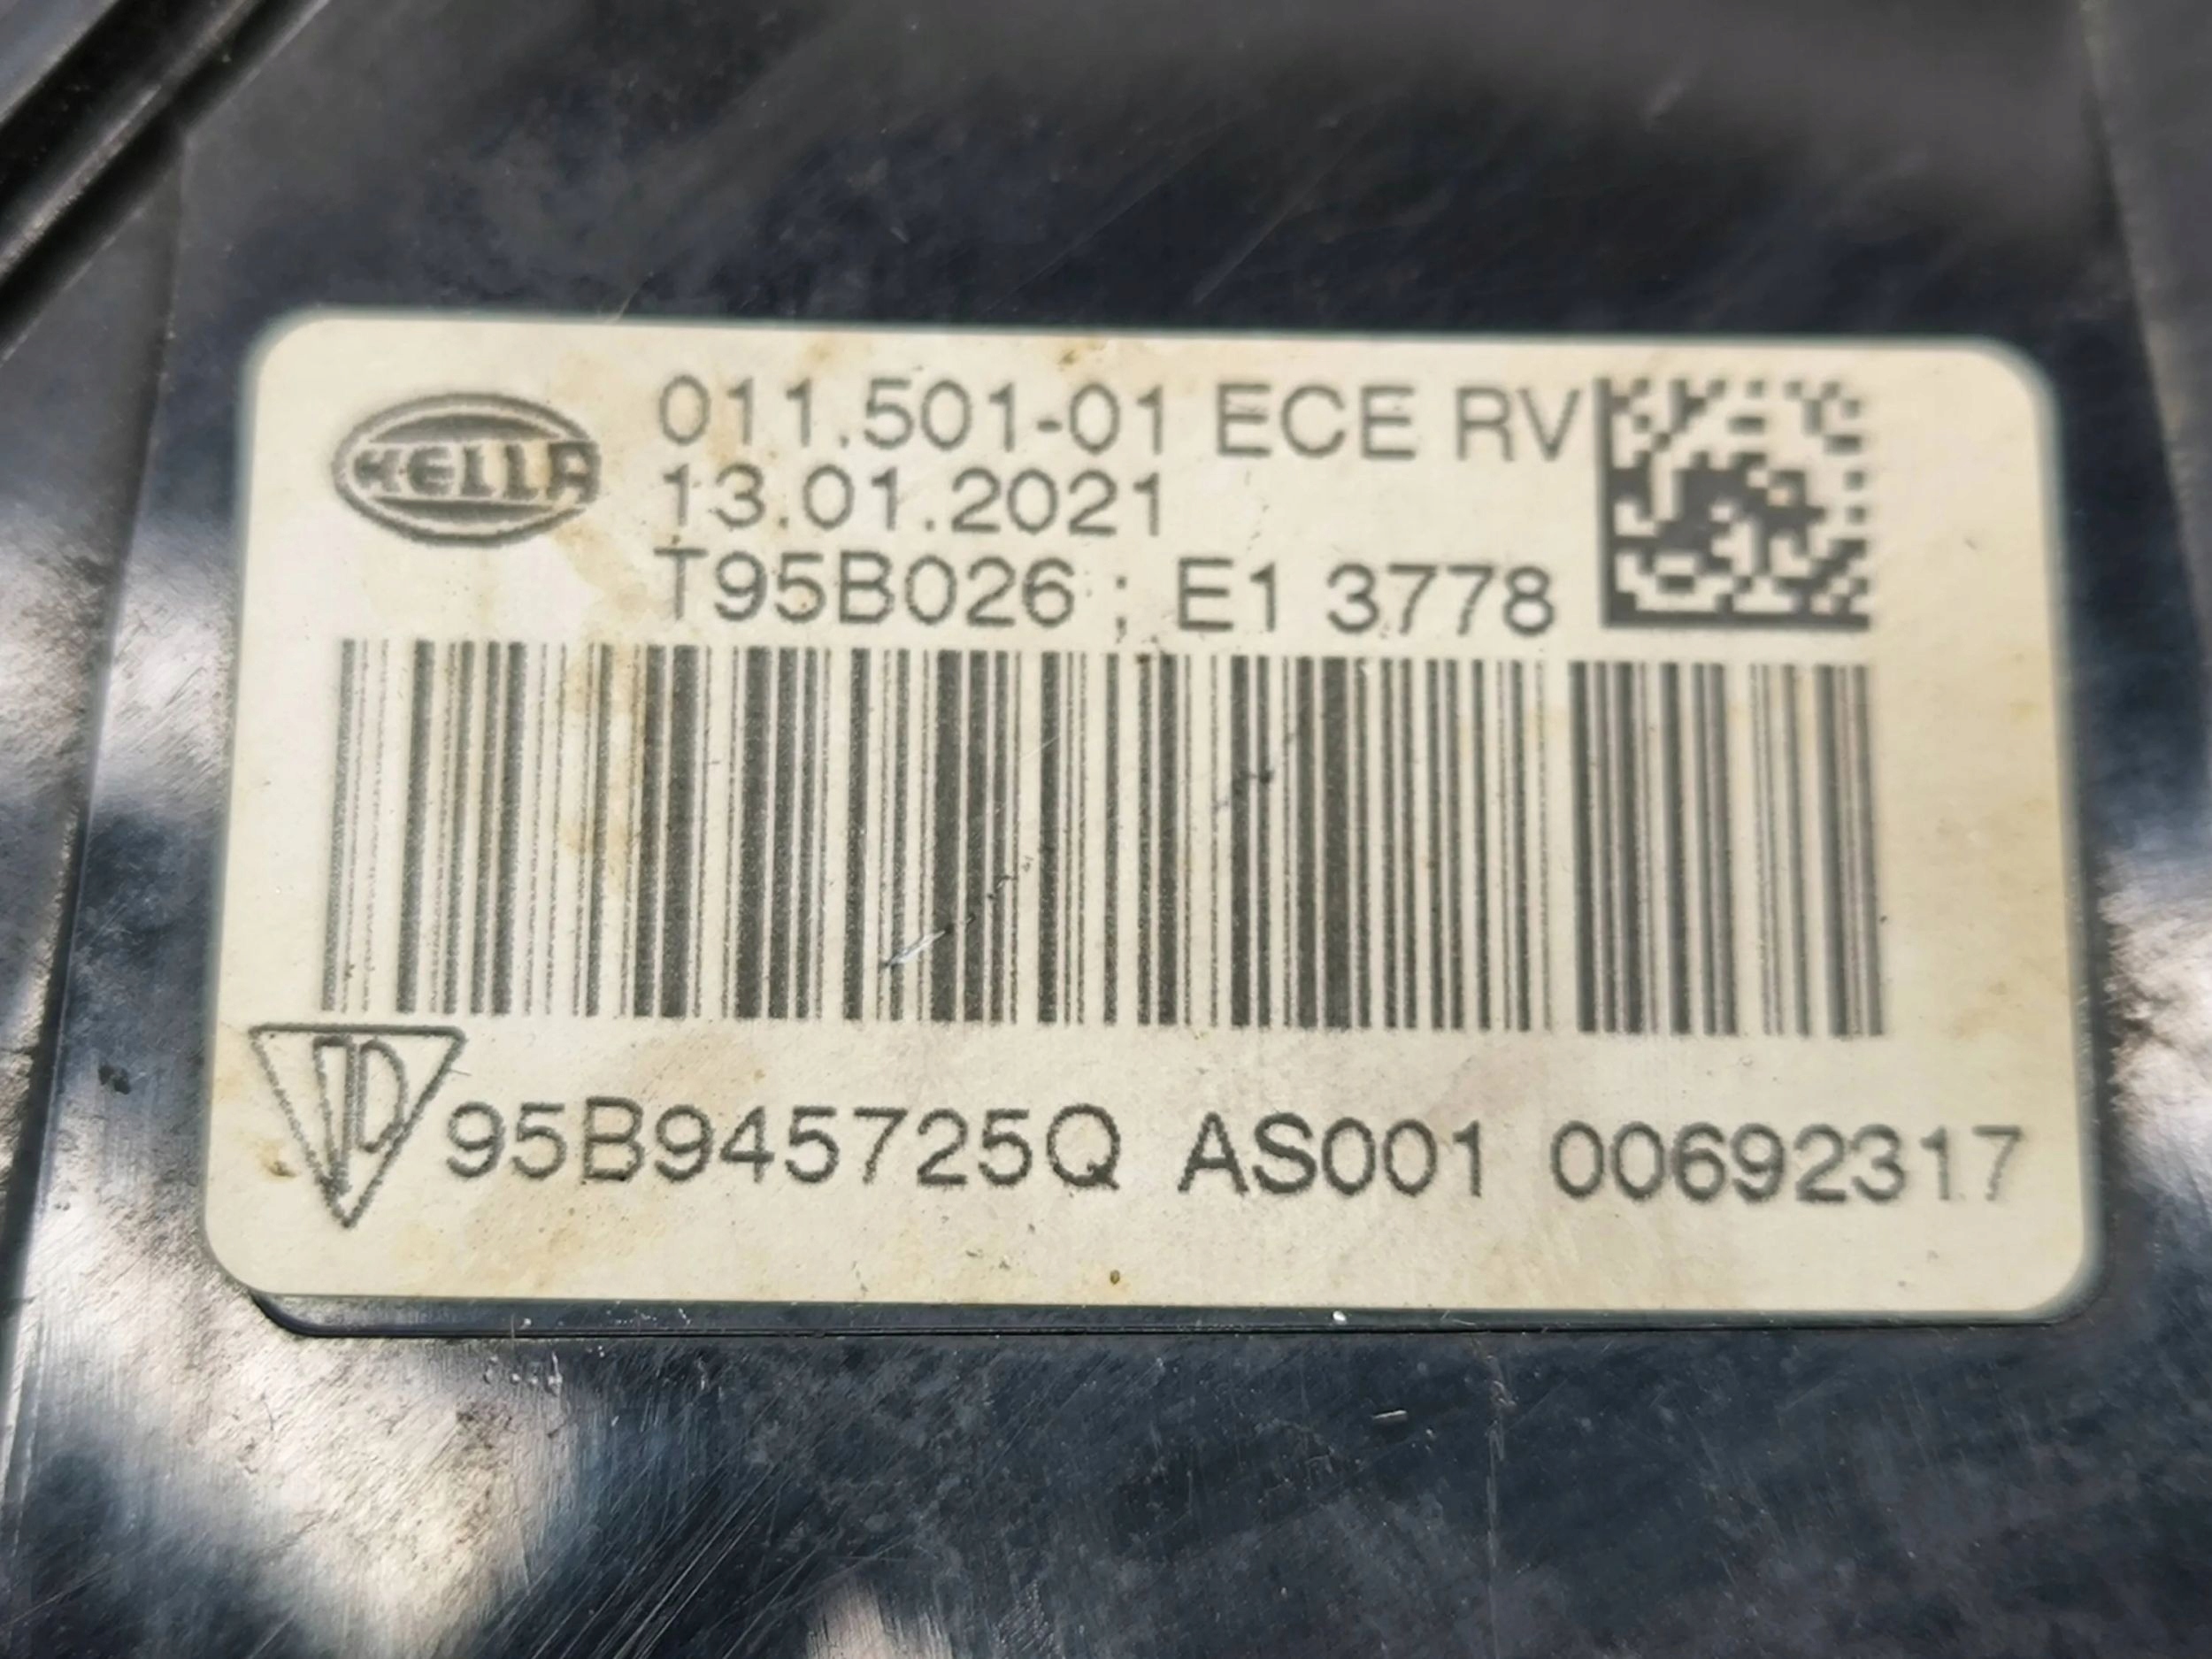 HELLA
011.501-01 ECE RV
13.01.2021
T95B026 ; E1 3778
95B945725Q AS001 00692317